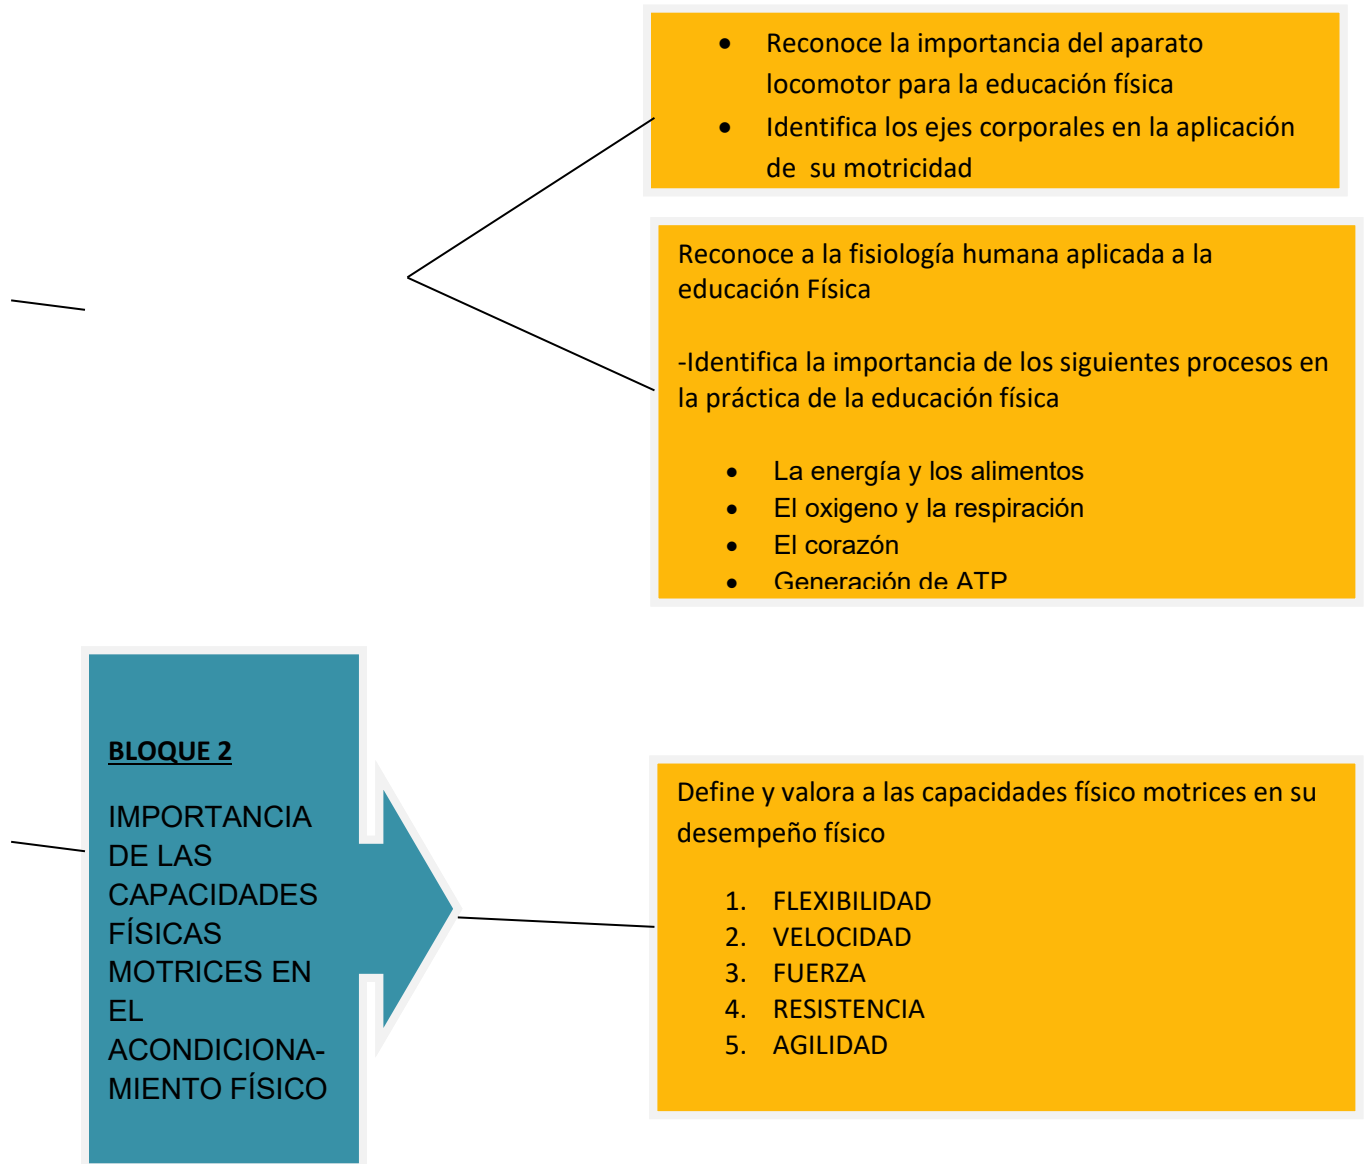 • Reconoce la importancia del aparato
locomotor para la educación física
• Identifica los ejes corporales en la aplicación
de  su motricidad
Reconoce a la fisiología humana aplicada a la
educación Física
-Identifica la importancia de los siguientes procesos en
la práctica de la educación física
• La energía y los alimentos
• El oxigeno y la respiración
• El corazón
• Generación de ATP
BLOQUE 2
IMPORTANCIA
DE LAS
CAPACIDADES
FÍSICAS
MOTRICES EN
EL
ACONDICIONA-
MIENTO FÍSICO
Define y valora a las capacidades físico motrices en su
desempeño físico
1. FLEXIBILIDAD
2. VELOCIDAD
3. FUERZA
4. RESISTENCIA
5. AGILIDAD